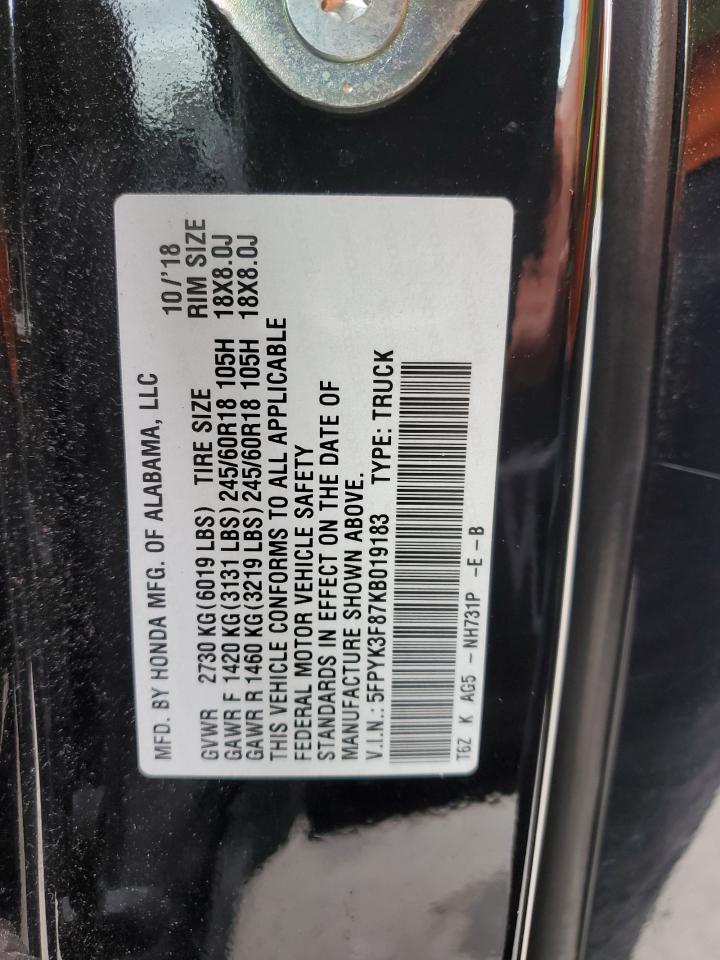 MFD. BY HONDA MFG. OF ALABAMA, LLC 10/'18
GVWR 2730 KG (6019 LBS) TIRE SIZE RIM SIZE
GAWR F 1420 KG (3131 LBS) 245/60R18 105H 18X8.0J
GAWR R 1460 KG (3219 LBS) 245/60R18 105H 18X8.0J
THIS VEHICLE CONFORMS TO ALL APPLICABLE
FEDERAL MOTOR VEHICLE SAFETY
STANDARDS IN EFFECT ON THE DATE OF
MANUFACTURE SHOWN ABOVE.
V.I.N.: 5FPYK3F87KB019183 TYPE: TRUCK
T6Z K AG5 - NH731P -E -B